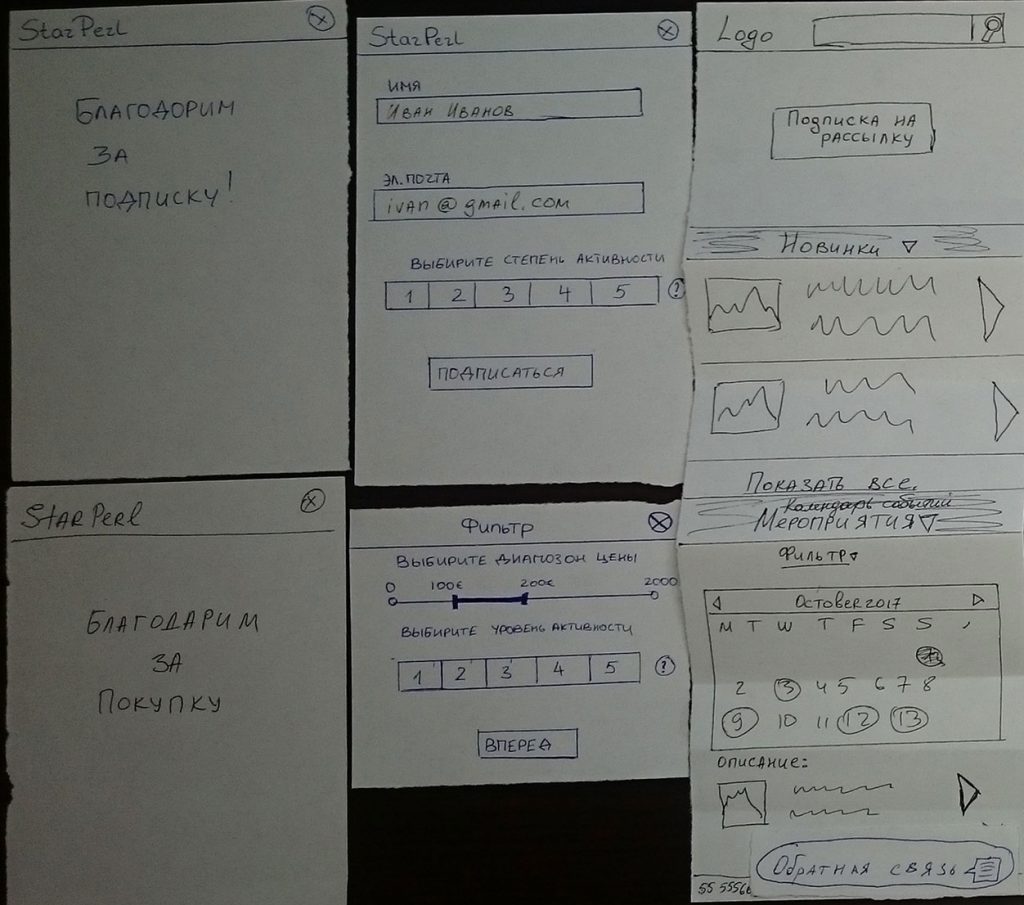 StarPerl
БЛАГОДОРИМ
ЗА
ПОДПИСКУ!
StarPerl
ИМЯ
ИВАН ИВАНОВ
ЭЛ.ПОЧТА
ivan @ gmail.com
ВЫБИРИТЕ СТЕПЕНЬ АКТИВНОСТИ
1 2 3 4 5 ?
ПОДПИСАТЬСЯ
Logo
Подписка на
рассылку
Новинки
Показать все.
Календарь событий
Мероприятия
Фильтр
October 2017
M T W T F S S
2 3 4 5 6 7 8
9 10 11 12 13
ОПИСАНИЕ:
Обратная связь
55 5556
STARPerl
БЛАГОДАРИМ
ЗА
ПОКУПКУ
Фильтр
ВЫБИРИТЕ ДИАПОЗОН ЦЕНЫ
0 100€ 200€ 2000
ВЫБИРИТЕ УРОВЕНЬ АКТИВНОСТИ
1 2 3 4 5 ?
ВПЕРЕД